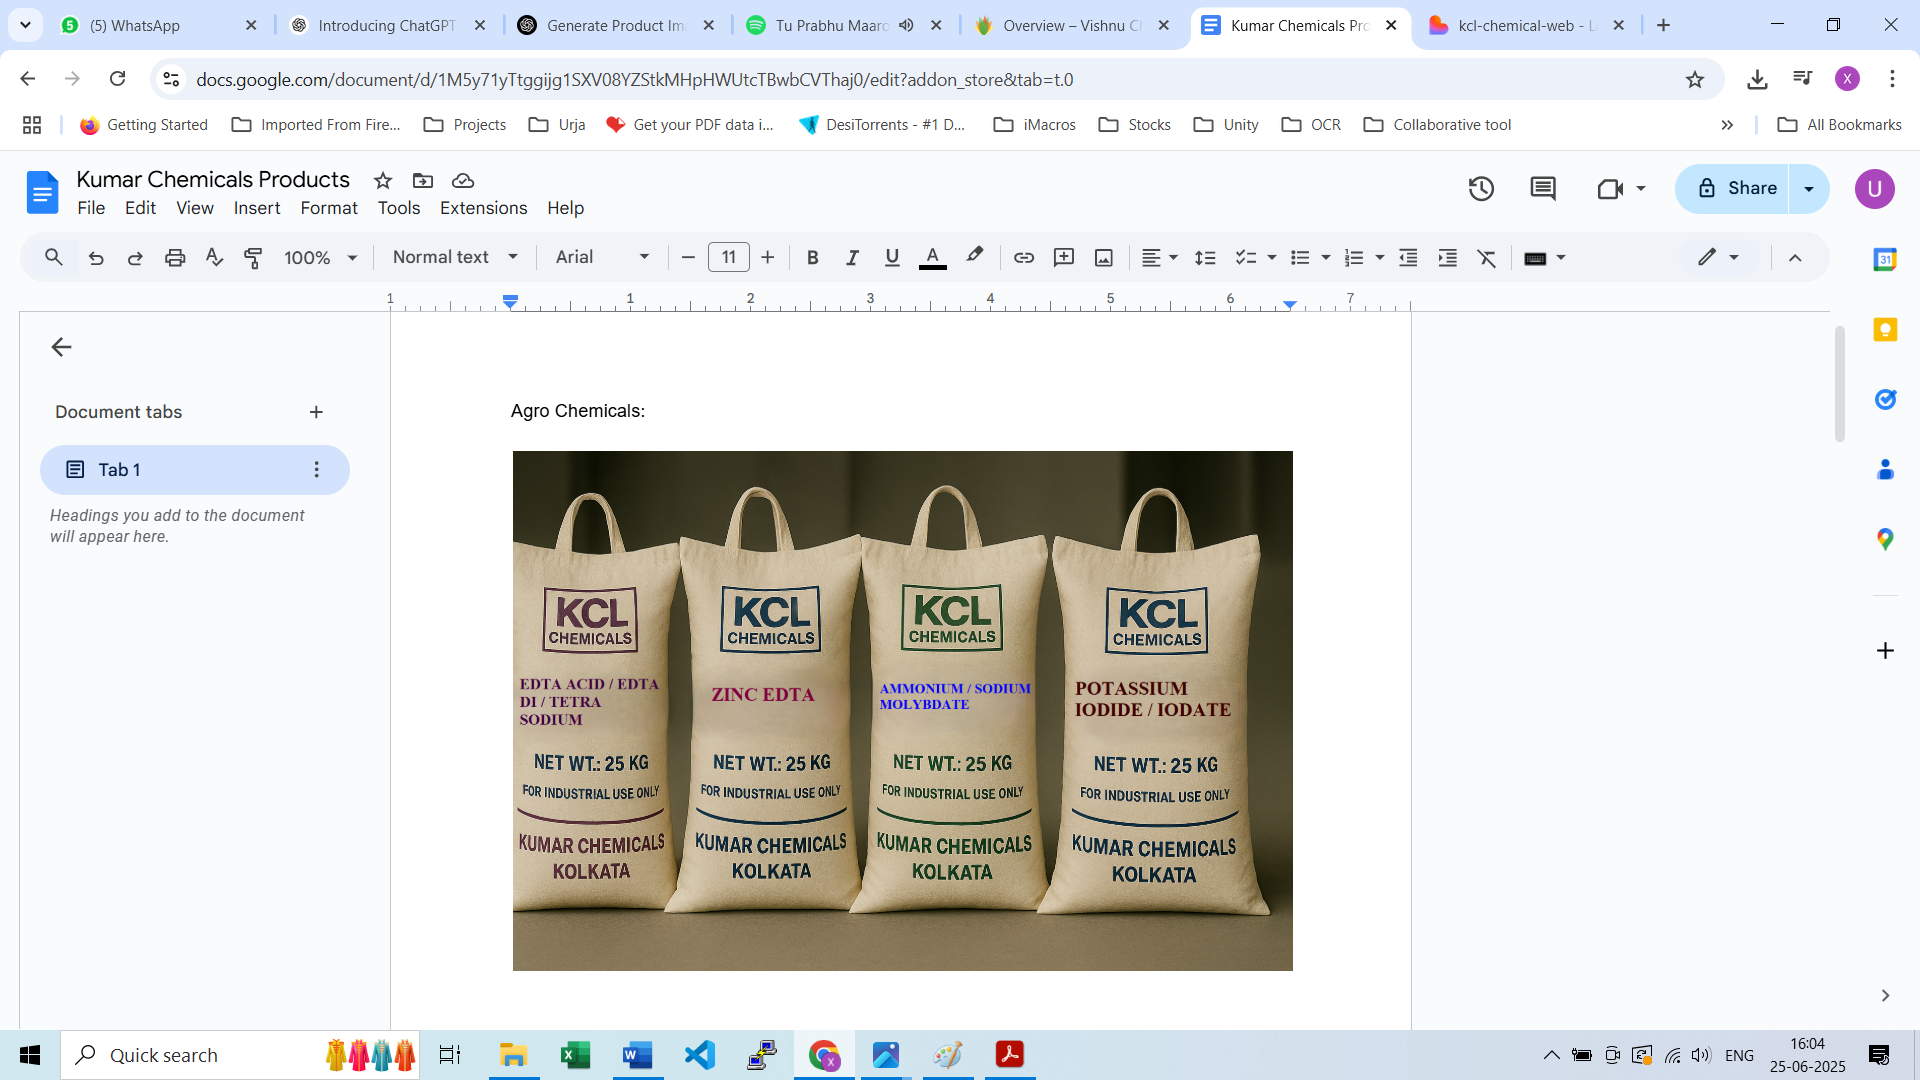 (5) WhatsApp
Introducing ChatGPT
Generate Product Im
Tu Prabhu Maaro
Overview – Vishnu C
Kumar Chemicals Pro
kcl-chemical-web - L
docs.google.com/document/d/1M5y71yTtggijg1SXV08YZStkMHpHWUtcTBwbCVThaj0/edit?addon_store&tab=t.0
X
Getting Started
Imported From Fire...
Projects
Urja
Get your PDF data i...
DesiTorrents - #1 D...
iMacros
Stocks
Unity
OCR
Collaborative tool
All Bookmarks
Kumar Chemicals Products
File Edit View Insert Format Tools Extensions Help
Share
U
100%
Normal text
Arial
11
B I U A
1 1 2 3 4 5 6 7
Document tabs
Tab 1
Headings you add to the document
will appear here.
Agro Chemicals:
KCL
CHEMICALS
EDTA ACID / EDTA
DI / TETRA
SODIUM
NET WT.: 25 KG
FOR INDUSTRIAL USE ONLY
KUMAR CHEMICALS
KOLKATA
KCL
CHEMICALS
ZINC EDTA
NET WT.: 25 KG
FOR INDUSTRIAL USE ONLY
KUMAR CHEMICALS
KOLKATA
KCL
CHEMICALS
AMMONIUM / SODIUM
MOLYBDATE
NET WT.: 25 KG
FOR INDUSTRIAL USE ONLY
KUMAR CHEMICALS
KOLKATA
KCL
CHEMICALS
POTASSIUM
IODIDE / IODATE
NET WT.: 25 KG
FOR INDUSTRIAL USE ONLY
KUMAR CHEMICALS
KOLKATA
31
Quick search
ENG
16:04
25-06-2025